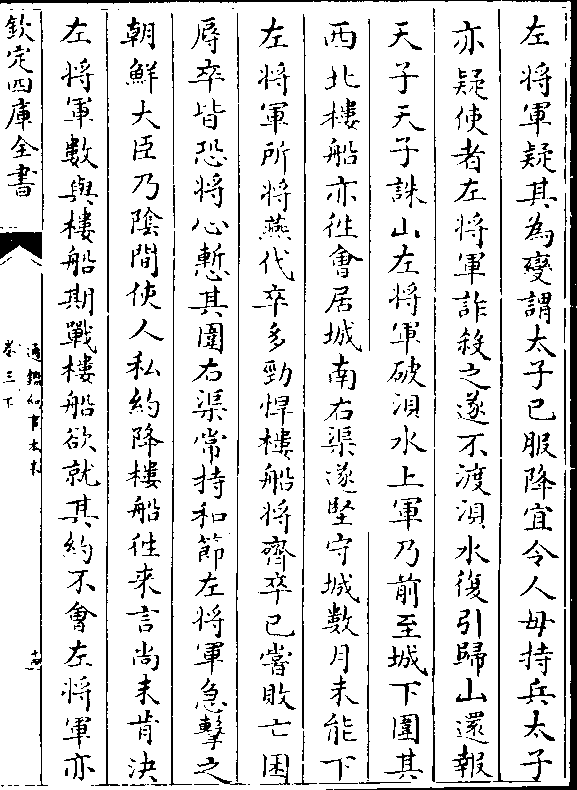 左將軍疑其為變謂太子已服降宜令人毋持兵太子
亦疑使者左將軍詐殺之遂不渡浿水復引歸山還報
天子天子誅山左將軍破浿水上軍乃前至城下圍其
西北樓船亦往會居城南右渠遂堅守城數月未能下
左將軍所將燕代卒多勁悍樓船將齊卒已嘗敗亡困
辱卒皆恐將心慙其圍右渠常持和節左將軍急擊之
朝鮮大臣乃陰間使人私約降樓船往来言尚未肯決
左將軍數與樓船期戰樓船欲就其約不會左將軍亦
欽定四庫全書
通鑑紀事本末
卷三下